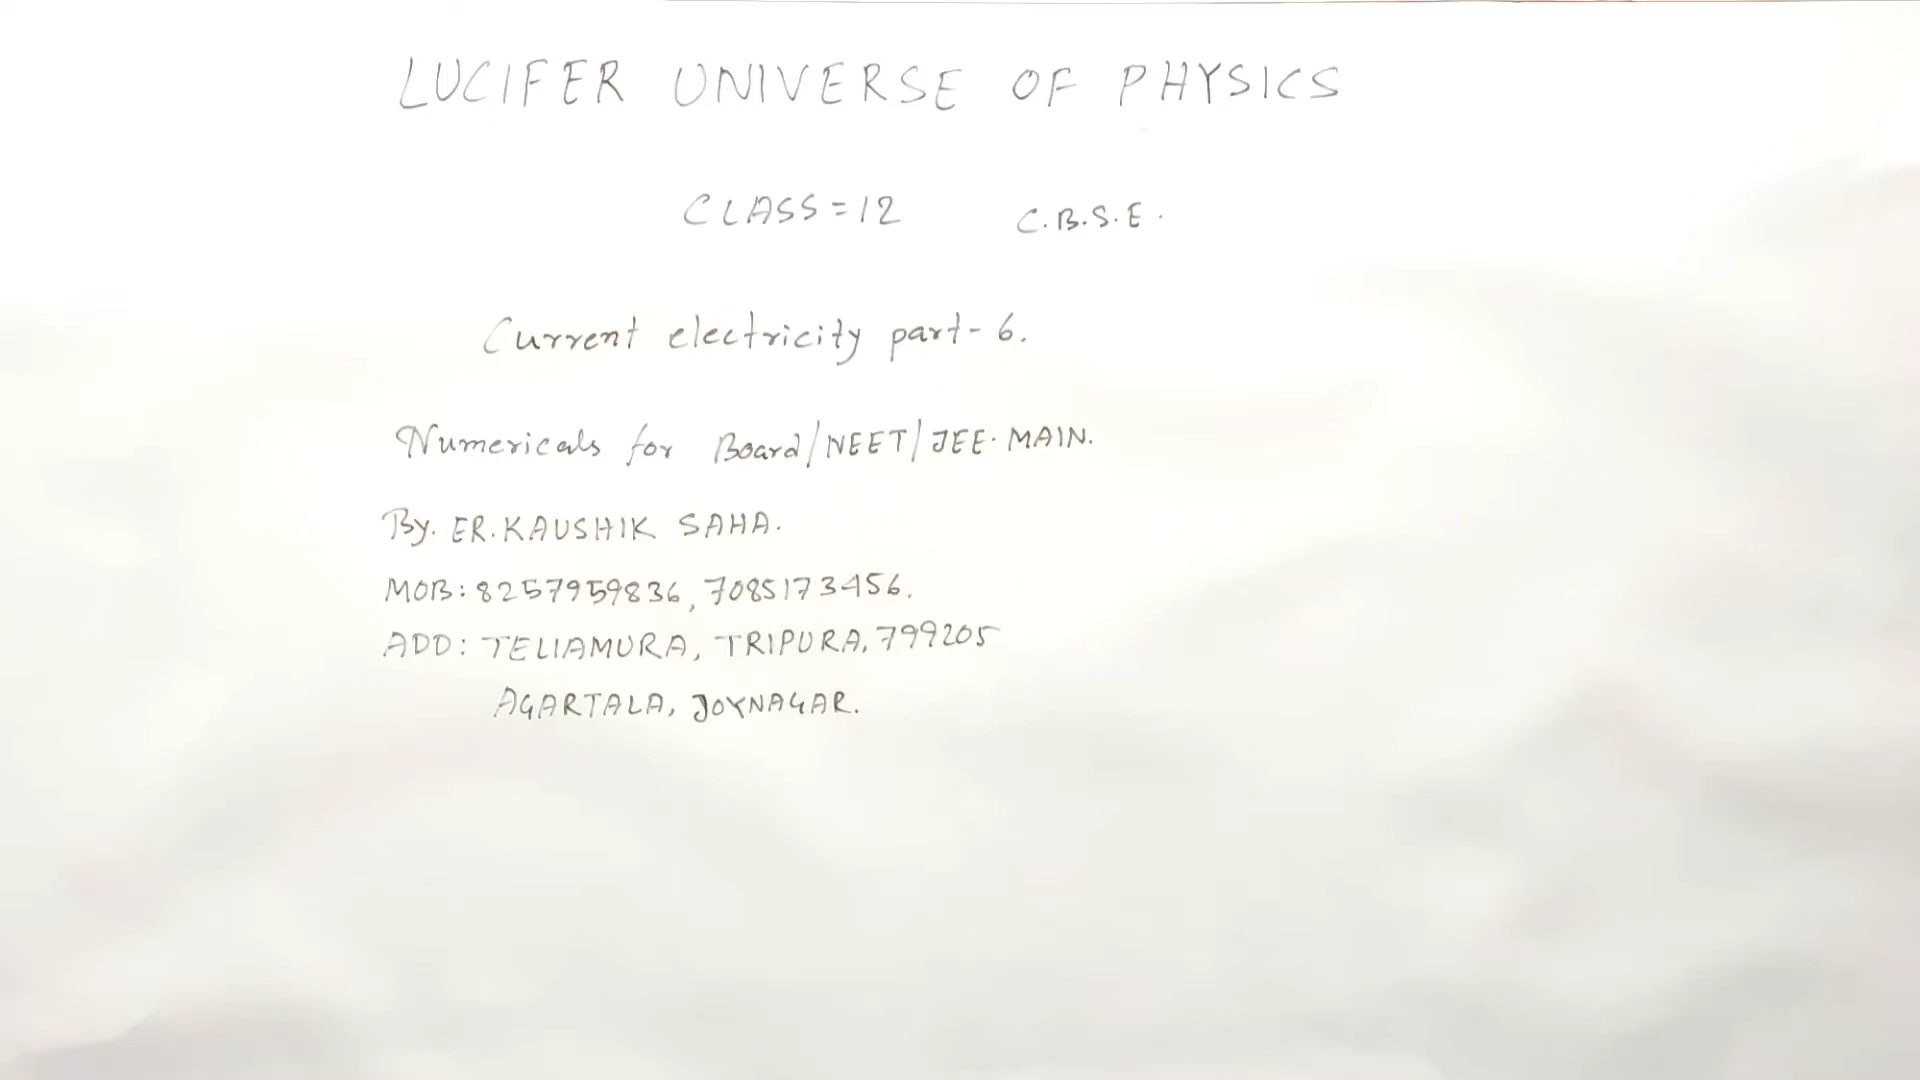 LUCIFER UNIVERSE OF PHYSICS
CLASS=12 C.B.S.E.
Current electricity part-6.
Numericals for Board/NEET/JEE. MAIN.
By. ER.KAUSHIK SAHA.
MOB: 8257959836, 7085173456.
ADD: TELIAMURA, TRIPURA, 799205
AGARTALA, JOYNAGAR.